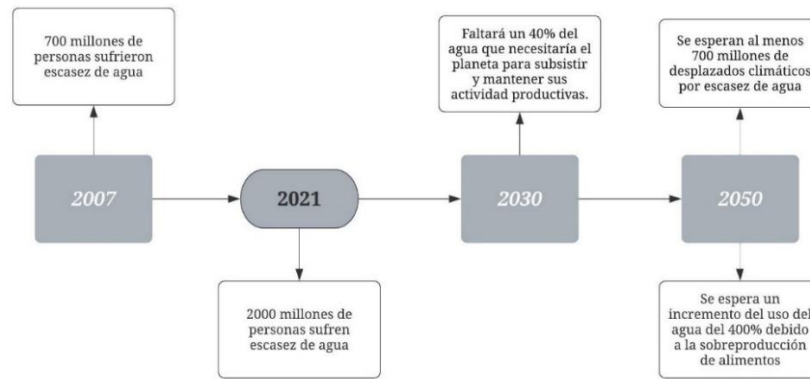 700 millones de
personas sufrieron
escasez de agua
Faltará un 40% del
agua que necesitaría el
planeta para subsistir
y mantener sus
actividad productivas.
Se esperan al menos
700 millones de
desplazados climáticos
por escasez de agua
2007
2021
2030
2050
2000 millones de
personas sufren
escasez de agua
Se espera un
incremento del uso del
agua del 400% debido
a la sobreproducción
de alimentos